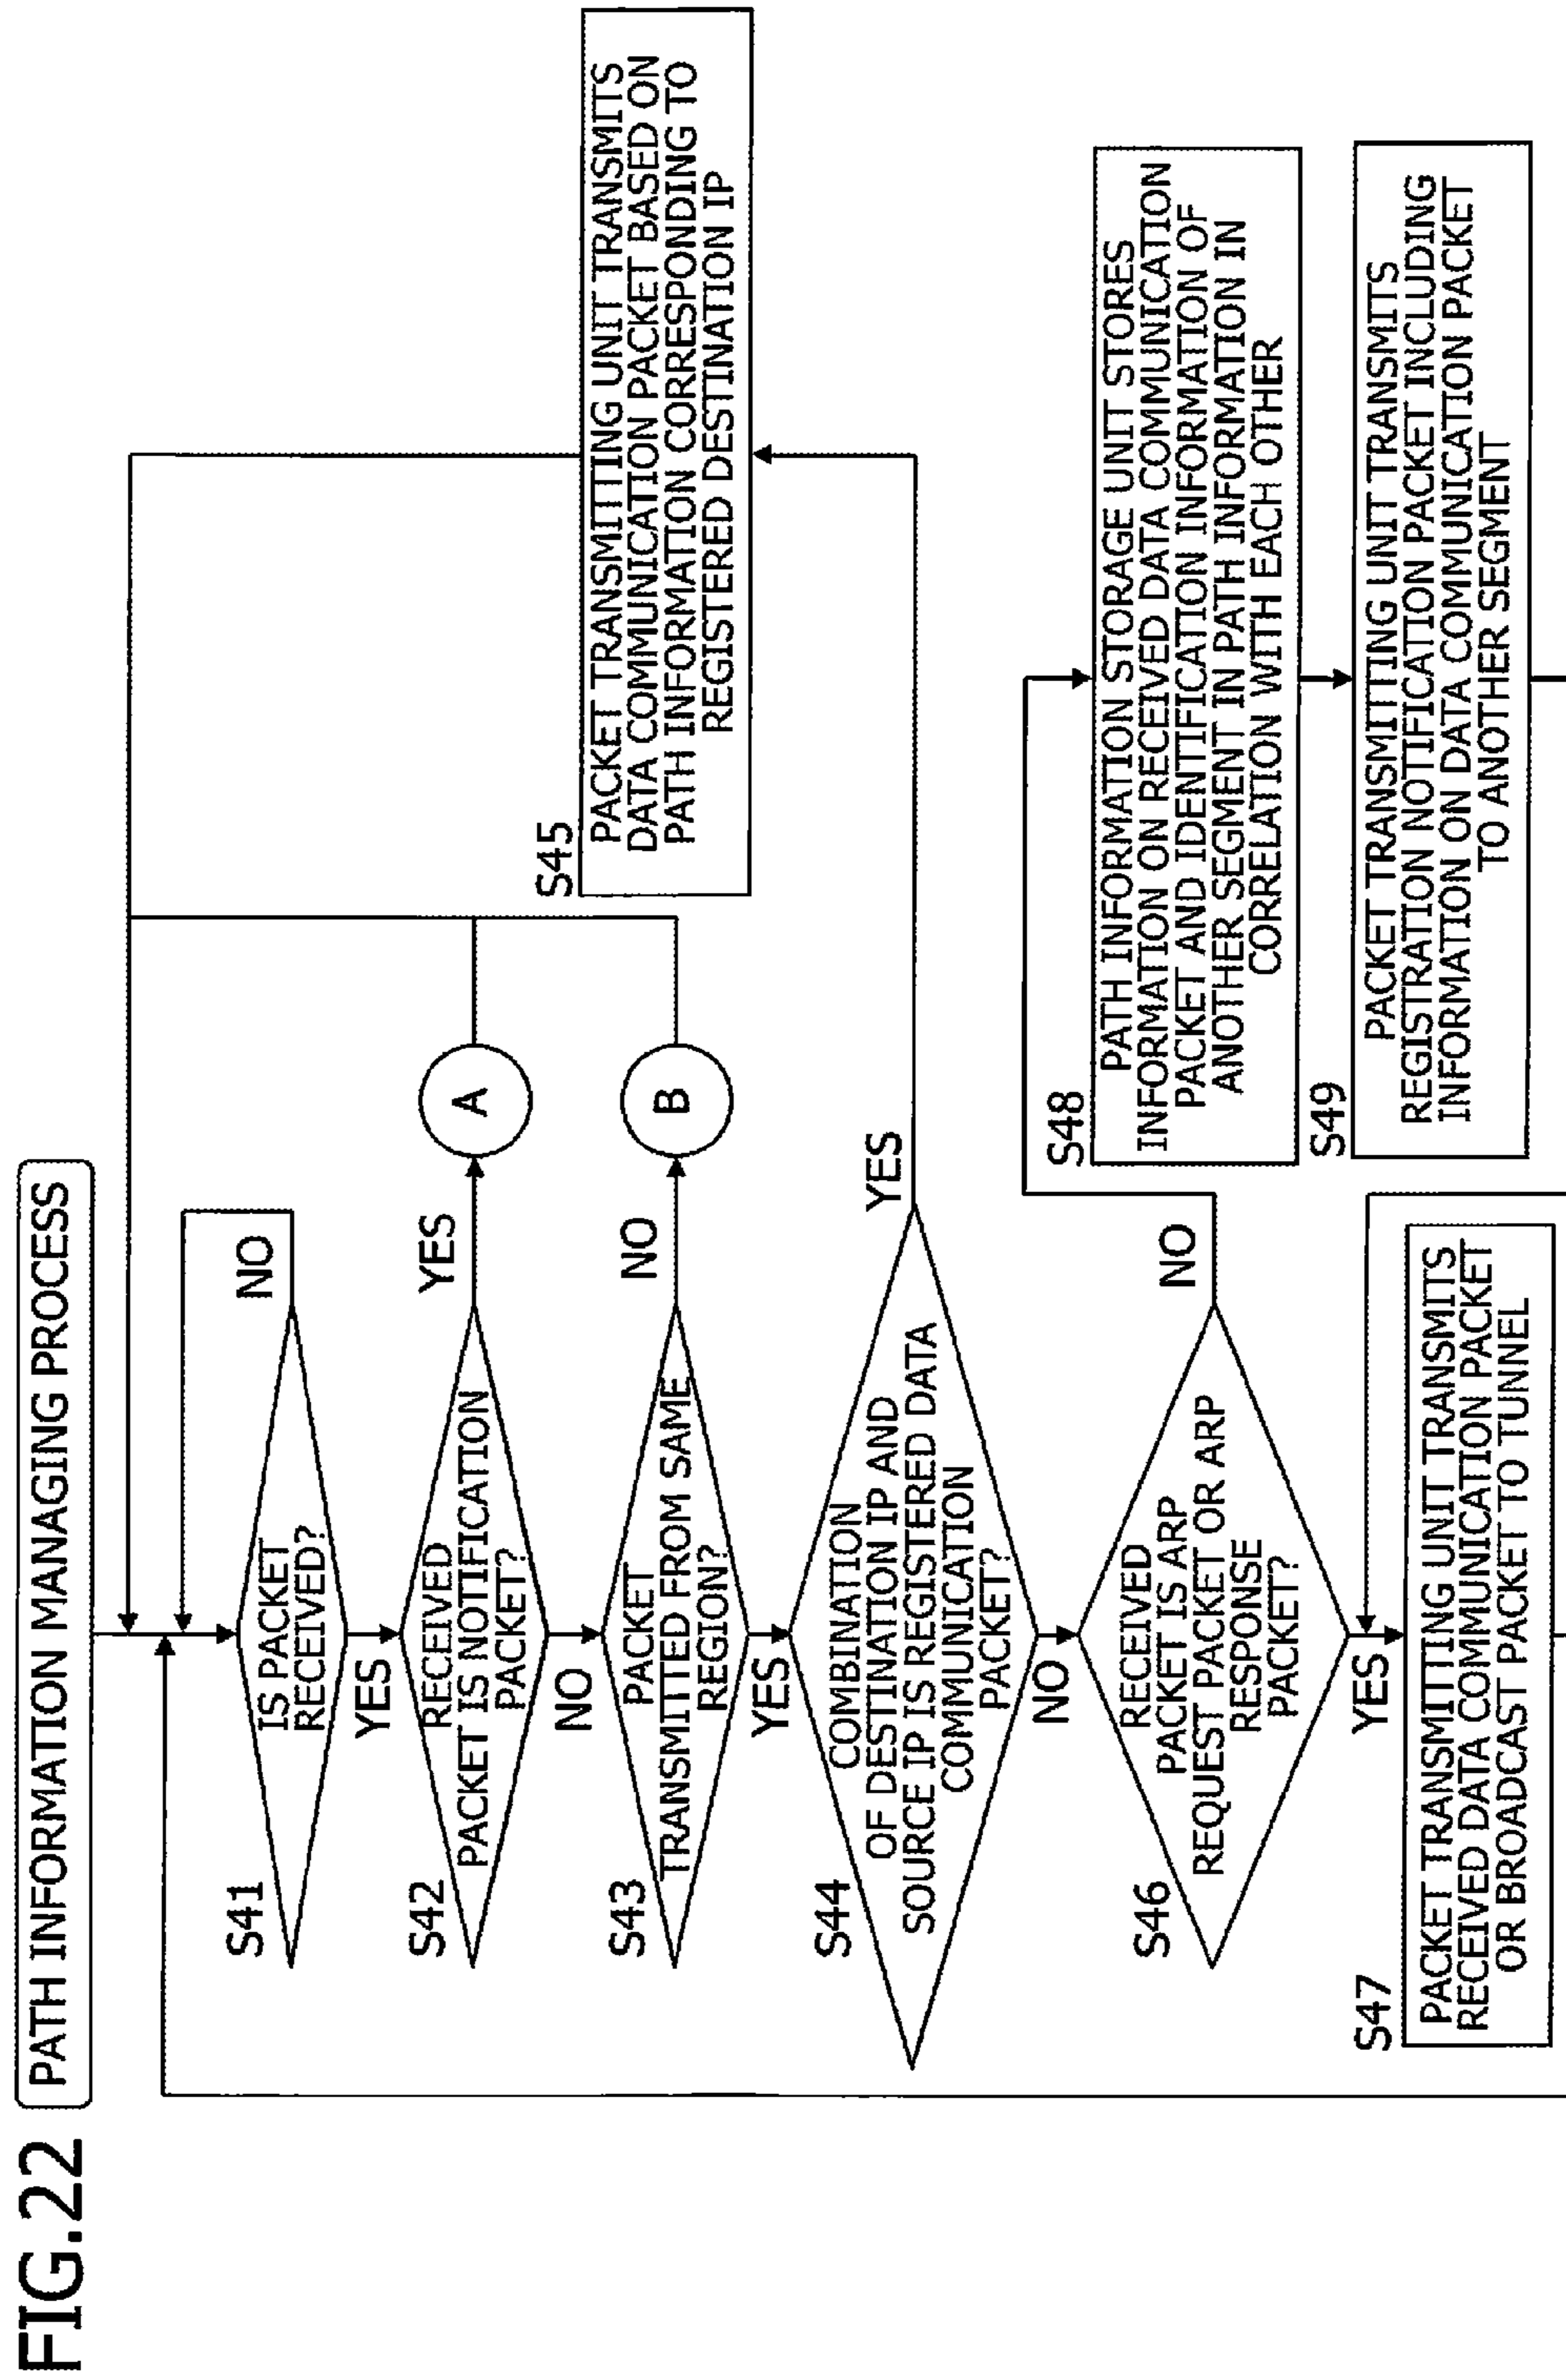 FIG.22
PATH INFORMATION MANAGING PROCESS
S41
IS PACKET
RECEIVED?
NO
YES
S42
RECEIVED
PACKET IS NOTIFICATION
PACKET?
YES
A
NO
S43
PACKET
TRANSMITTED FROM SAME
REGION?
NO
B
YES
S44
COMBINATION
OF DESTINATION IP AND
SOURCE IP IS REGISTERED DATA
COMMUNICATION
PACKET?
YES
NO
S45
PACKET TRANSMITTING UNIT TRANSMITS
DATA COMMUNICATION PACKET BASED ON
PATH INFORMATION CORRESPONDING TO
REGISTERED DESTINATION IP
S46
RECEIVED
PACKET IS ARP
REQUEST PACKET OR ARP
RESPONSE
PACKET?
NO
YES
S47
PACKET TRANSMITTING UNIT TRANSMITS
RECEIVED DATA COMMUNICATION PACKET
OR BROADCAST PACKET TO TUNNEL
S48
PATH INFORMATION STORAGE UNIT STORES
INFORMATION ON RECEIVED DATA COMMUNICATION
PACKET AND IDENTIFICATION INFORMATION OF
ANOTHER SEGMENT IN PATH INFORMATION IN
CORRELATION WITH EACH OTHER
S49
PACKET TRANSMITTING UNIT TRANSMITS
REGISTRATION NOTIFICATION PACKET INCLUDING
INFORMATION ON DATA COMMUNICATION PACKET
TO ANOTHER SEGMENT